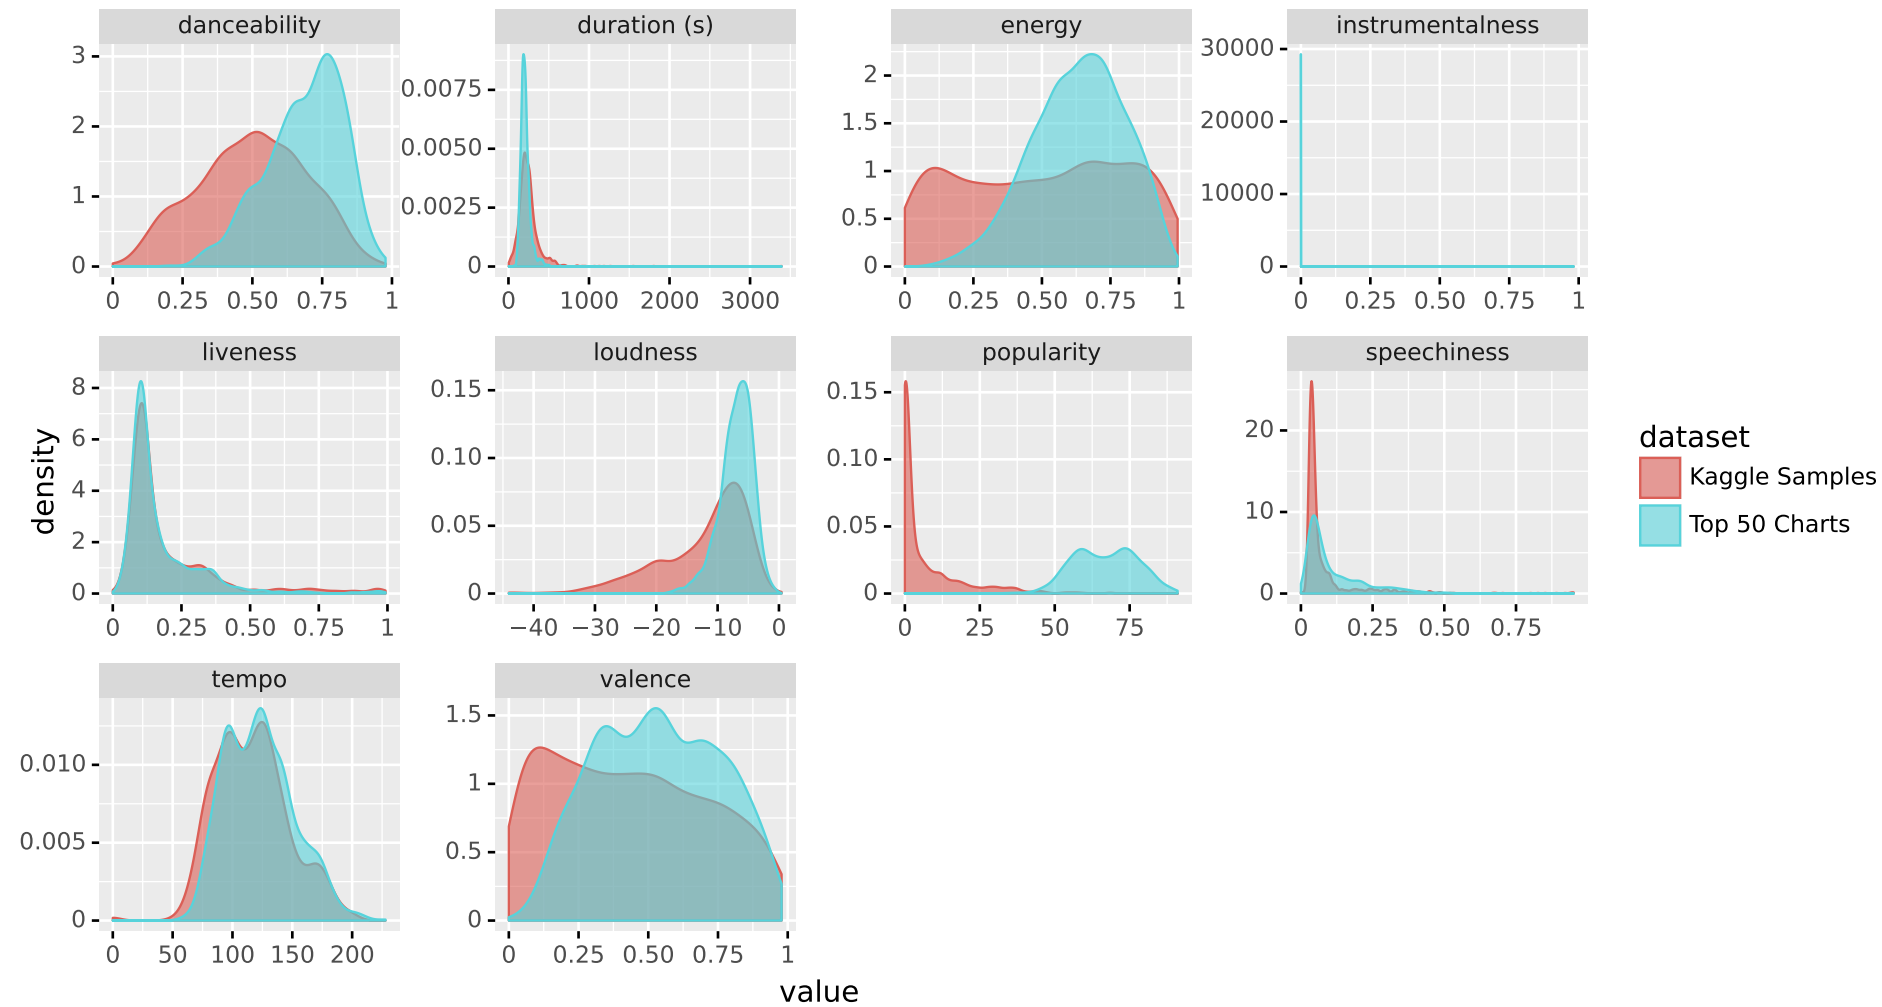 danceability
duration (s)
energy
instrumentalness
3
2
1
0
0 0.25 0.50 0.75 1
0.0075
0.0050
0.0025
0
0 1000 2000 3000
2
1.5
1
0.5
0
0 0.25 0.50 0.75 1
30000
20000
10000
0
0 0.25 0.50 0.75 1
liveness
loudness
popularity
speechiness
8
6
4
2
0
0 0.25 0.50 0.75 1
0.15
0.10
0.05
0
−40 −30 −20 −10 0
0.15
0.10
0.05
0
0 25 50 75
20
10
0
0 0.25 0.50 0.75
tempo
valence
0.010
0.005
0
0 50 100 150 200
1.5
1
0.5
0
0 0.25 0.50 0.75 1
density
value
dataset
Kaggle Samples
Top 50 Charts